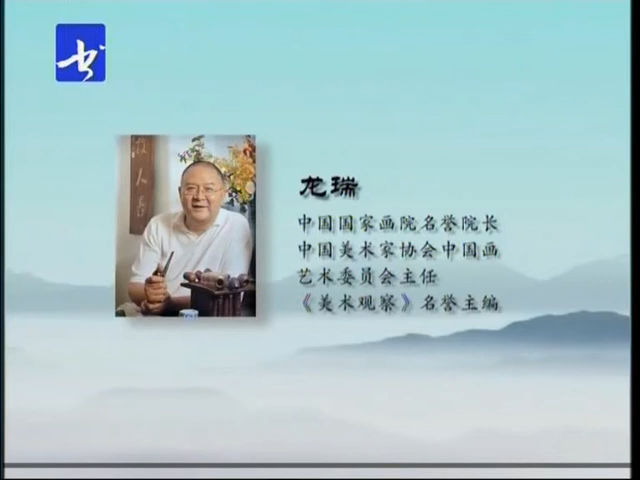 书
龙瑞
中国国家画院名誉院长
中国美术家协会中国画
艺术委员会主任
《美术观察》名誉主编